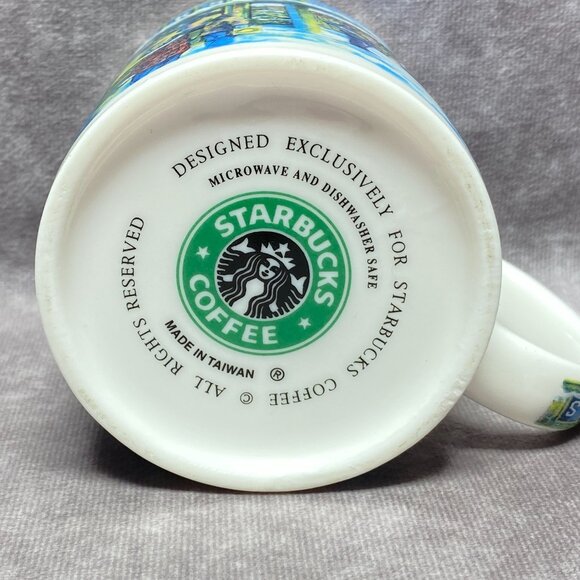 DESIGNED EXCLUSIVELY FOR STARBUCKS COFFEE © ALL RIGHTS RESERVED
MICROWAVE AND DISHWASHER SAFE
STARBUCKS
COFFEE
MADE IN TAIWAN ®